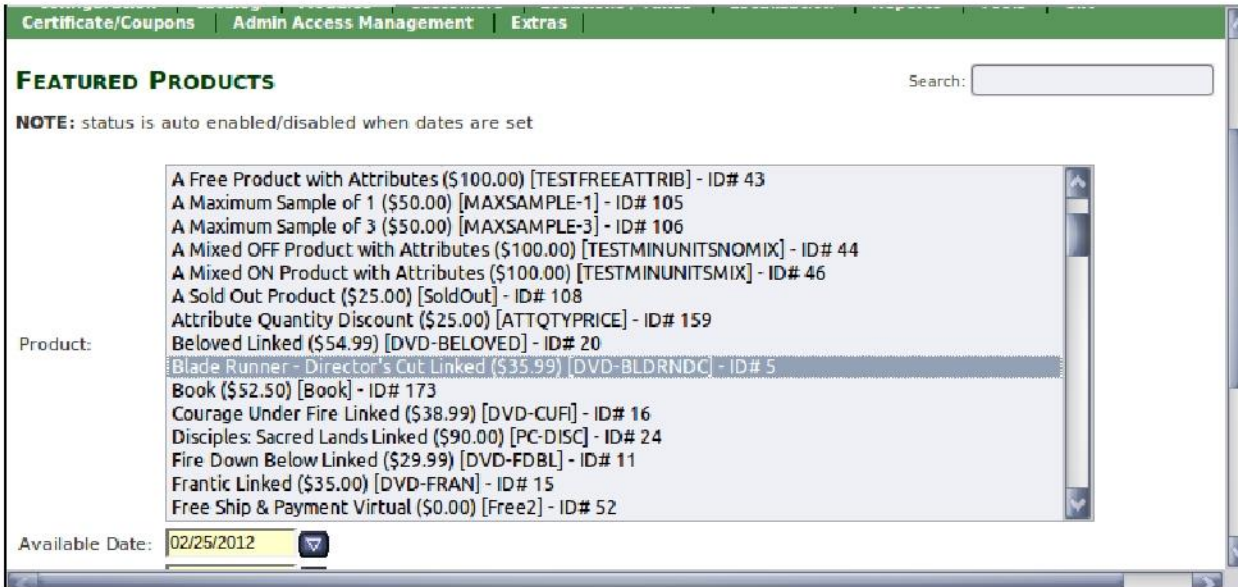 Certificate/Coupons | Admin Access Management | Extras |
FEATURED PRODUCTS
Search:
NOTE: status is auto enabled/disabled when dates are set
Product:
A Free Product with Attributes ($100.00) [TESTFREEATTRIB] - ID# 43
A Maximum Sample of 1 ($50.00) [MAXSAMPLE-1] - ID# 105
A Maximum Sample of 3 ($50.00) [MAXSAMPLE-3] - ID# 106
A Mixed OFF Product with Attributes ($100.00) [TESTMINUNITSNOMIX] - ID# 44
A Mixed ON Product with Attributes ($100.00) [TESTMINUNITSMIX] - ID# 46
A Sold Out Product ($25.00) [SoldOut] - ID# 108
Attribute Quantity Discount ($25.00) [ATTQTYPRICE] - ID# 159
Beloved Linked ($54.99) [DVD-BELOVED] - ID# 20
Blade Runner - Director's Cut Linked ($35.99) [DVD-BLDRNDC] - ID# 5
Book ($52.50) [Book] - ID# 173
Courage Under Fire Linked ($38.99) [DVD-CUFI] - ID# 16
Disciples: Sacred Lands Linked ($90.00) [PC-DISC] - ID# 24
Fire Down Below Linked ($29.99) [DVD-FDBL] - ID# 11
Frantic Linked ($35.00) [DVD-FRAN] - ID# 15
Free Ship & Payment Virtual ($0.00) [Free2] - ID# 52
Available Date: 02/25/2012